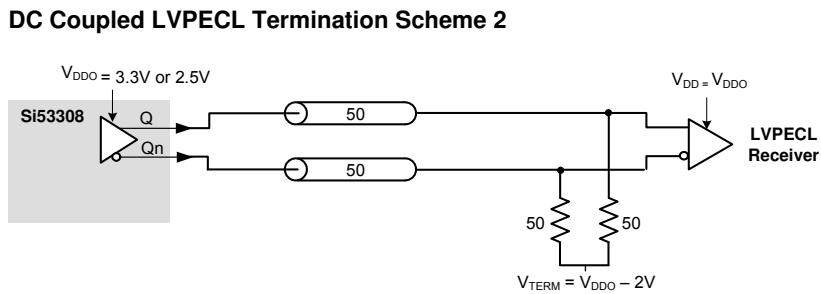 DC Coupled LVPECL Termination Scheme 2
VDDO = 3.3V or 2.5V
VDD = VDDO
Si53308
Q
50
Qn
50
LVPECL
Receiver
50
50
VTERM = VDDO – 2V